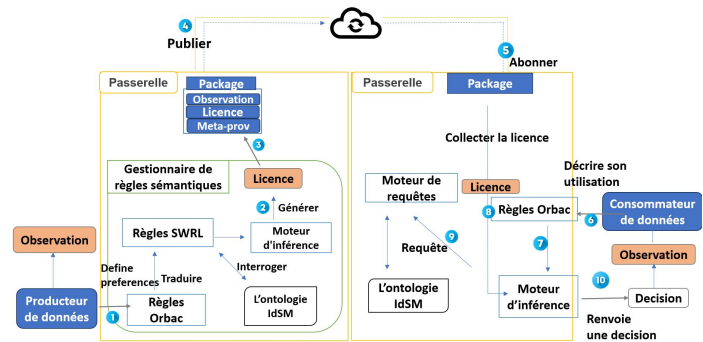 4
Publier
5
Abonner
Passerelle
Package
Observation
Licence
Meta-prov
3
Gestionnaire de
règles sémantiques
Licence
2
Générer
Règles SWRL
Moteur
d'inférence
Interroger
Define
preferences
Traduire
Observation
Producteur
de données
1
Règles
Orbac
L'ontologie
IdSM
Passerelle
Package
Collecter la licence
Moteur de
requêtes
Licence
8
Règles Orbac
Décrire son
utilisation
Consommateur
de données
6
Requête
9
7
Observation
L'ontologie
IdSM
Moteur
d'inférence
10
Decision
Renvoie
une decision